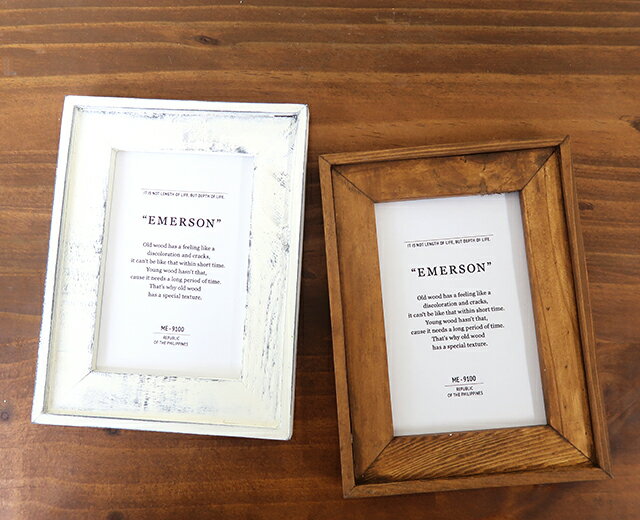 IT IS NOT LENGTH OF LIFE, BUT DEPTH OF LIFE.
“EMERSON”
Old wood has a feeling like a
discoloration and cracks,
it can't be like that within short time.
Young wood hasn't that,
cause it needs a long period of time.
That's why old wood
has a special texture.
ME-9100
REPUBLIC
OF THE PHILIPPINES
IT IS NOT LENGTH OF LIFE, BUT DEPTH OF LIFE.
“EMERSON”
Old wood has a feeling like a
discoloration and cracks,
it can't be like that within short time.
Young wood hasn't that,
cause it needs a long period of time.
That's why old wood
has a special texture.
ME-9100
REPUBLIC
OF THE PHILIPPINES